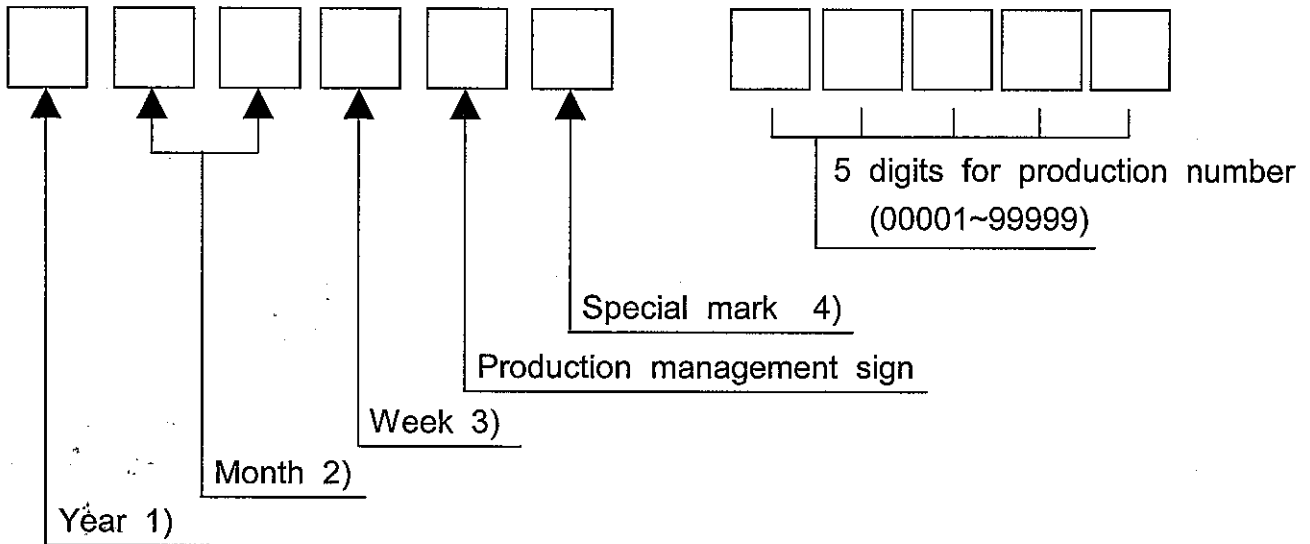 5 digits for production number
(00001~99999)
Special mark 4)
Production management sign
Week 3)
Month 2)
Year 1)